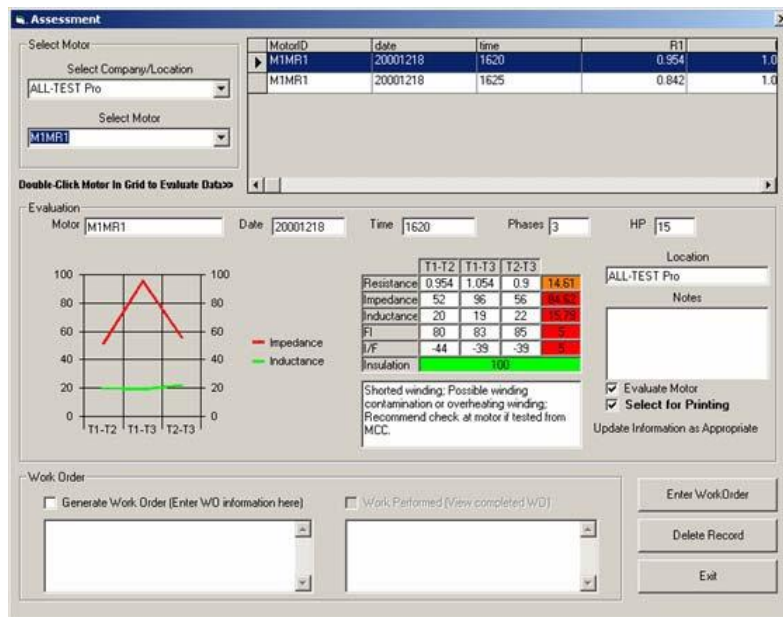 Assessment
Select Motor
Select Company/Location
ALL-TEST Pro
Select Motor
M1MR1
Double-Click Motor In Grid to Evaluate Data>>
MotorID date time R1
M1MR1 20001218 1620 0.954 1.0
M1MR1 20001218 1625 0.842 1.0
Evaluation
Motor M1MR1 Date 20001218 Time 1620 Phases 3 HP 15
100 100
80 80
60 60
40 40
20 20
0 0
T1-T2 T1-T3 T2-T3
Impedance
Inductance
T1-T2 T1-T3 T2-T3
Resistance 0.954 1.054 0.9 14.61
Impedance 52 96 56 84.62
Inductance 20 19 22 15.79
FI 80 83 85 5
I/F -44 -39 -39 5
Insulation 100
Shorted winding; Possible winding
contamination or overheating winding;
Recommend check at motor if tested from
MCC.
Location
ALL-TEST Pro
Notes
Evaluate Motor
Select for Printing
Update Information as Appropriate
Work Order
Generate Work Order (Enter WO information here)
Work Performed (View completed WO)
Enter WorkOrder
Delete Record
Exit